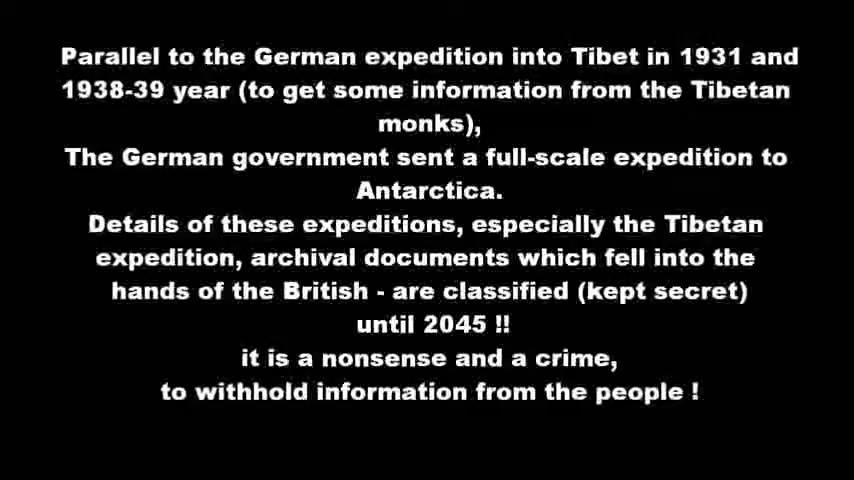 Parallel to the German expedition into Tibet in 1931 and
1938-39 year (to get some information from the Tibetan
monks),
The German government sent a full-scale expedition to
Antarctica.
Details of these expeditions, especially the Tibetan
expedition, archival documents which fell into the
hands of the British - are classified (kept secret)
until 2045 !!
it is a nonsense and a crime,
to withhold information from the people !